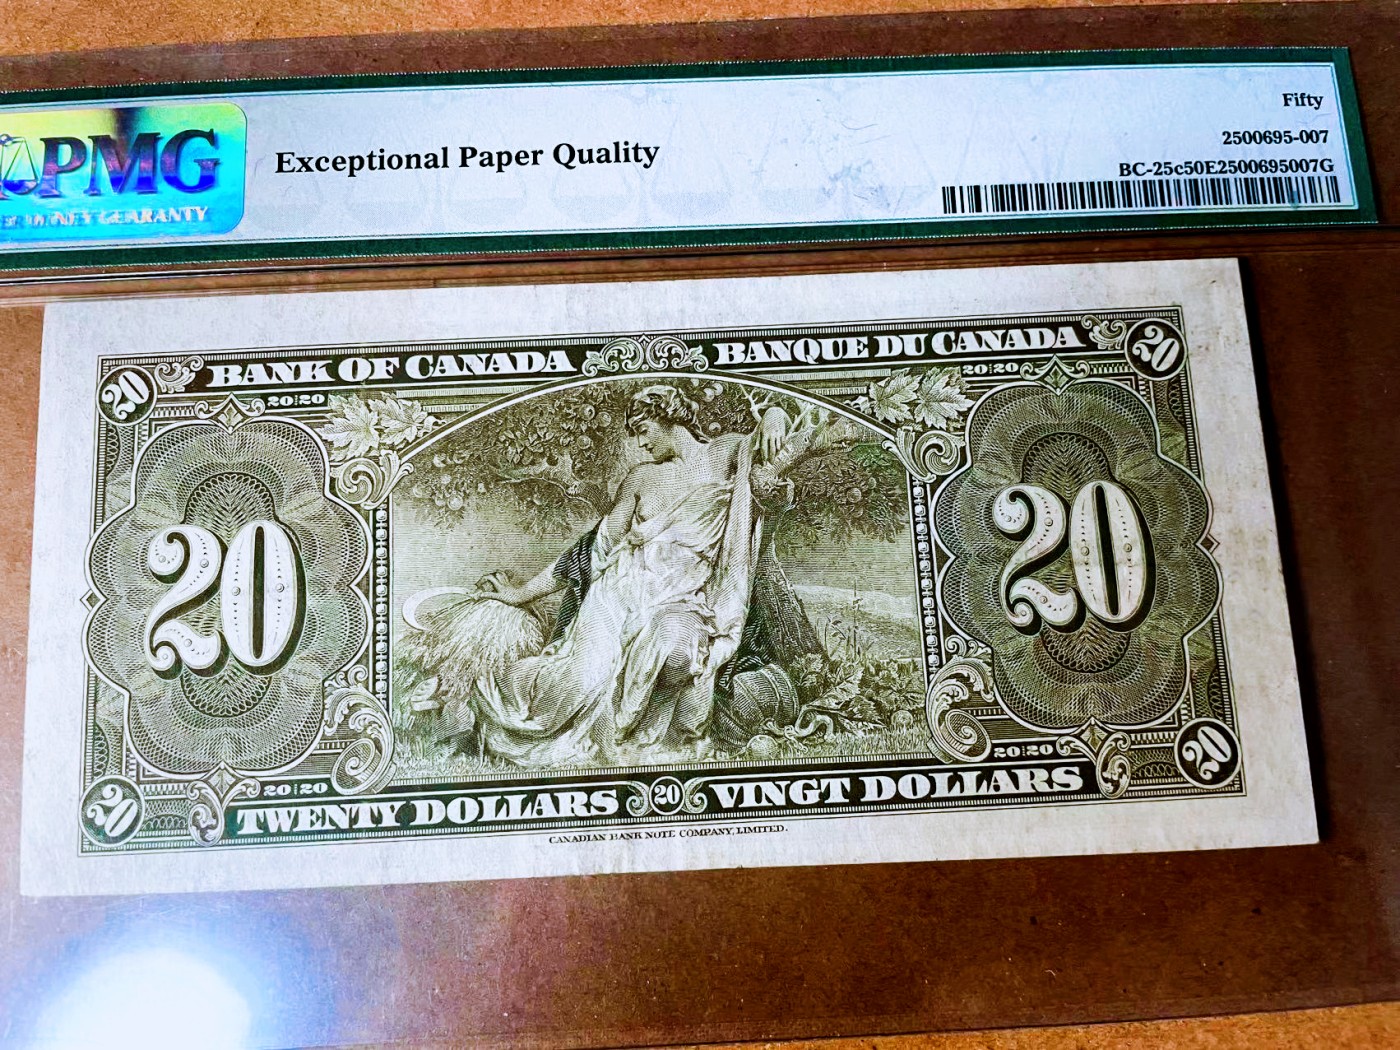 PMG
Exceptional Paper Quality
Fifty
2500695-007
BC-25c50E2500695007G
BANK OF CANADA BANQUE DU CANADA
20 20
20 20 20 20
20 20
20 20 20 20
20 20
TWENTY DOLLARS 20 VINGT DOLLARS
CANADIAN BANK NOTE COMPANY, LIMITED.